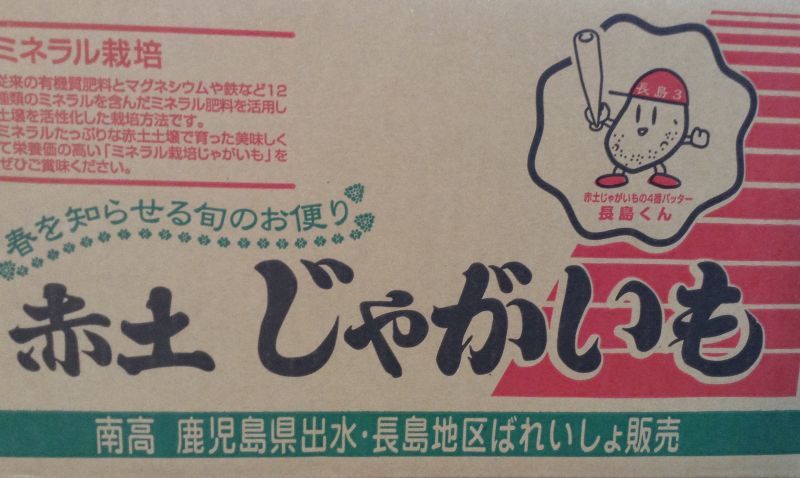 ミネラル栽培
従来の有機質肥料とマグネシウムや鉄など12
種類のミネラルを含んだミネラル肥料を活用し
土壌を活性化した栽培方法です。
ミネラルたっぷりな赤土土壌で育った美味しく
て栄養価の高い「ミネラル栽培じゃがいも」を
ぜひご賞味ください。
長島3
赤土じゃがいもの4番バッター
長島くん
春を知らせる旬のお便り
赤土じゃがいも
南高 鹿児島県出水・長島地区ばれいしょ販売